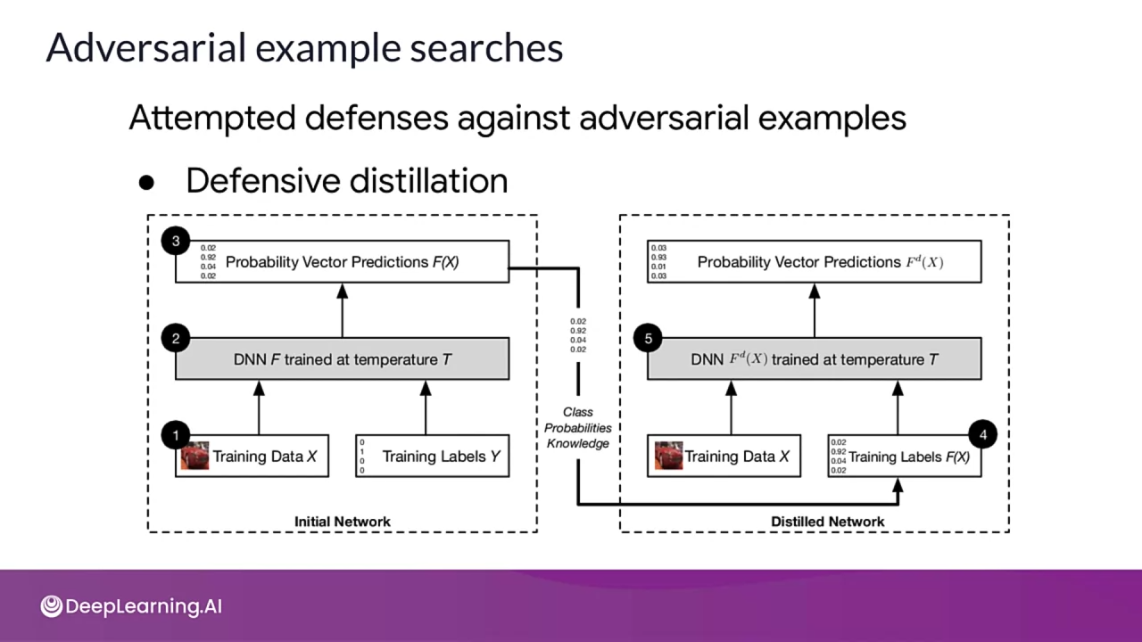 Adversarial example searches
Attempted defenses against adversarial examples
● Defensive distillation
3
0.02
0.92
0.04
0.02
Probability Vector Predictions F(X)
2
DNN F trained at temperature T
1
Training Data X
0
1
0
0
Training Labels Y
Initial Network
0.02
0.92
0.04
0.02
Class
Probabilities
Knowledge
0.03
0.93
0.01
0.03
Probability Vector Predictions F^d(X)
5
DNN F^d(X) trained at temperature T
Training Data X
4
0.02
0.92
0.04
0.02
Training Labels F(X)
Distilled Network
DeepLearning.AI